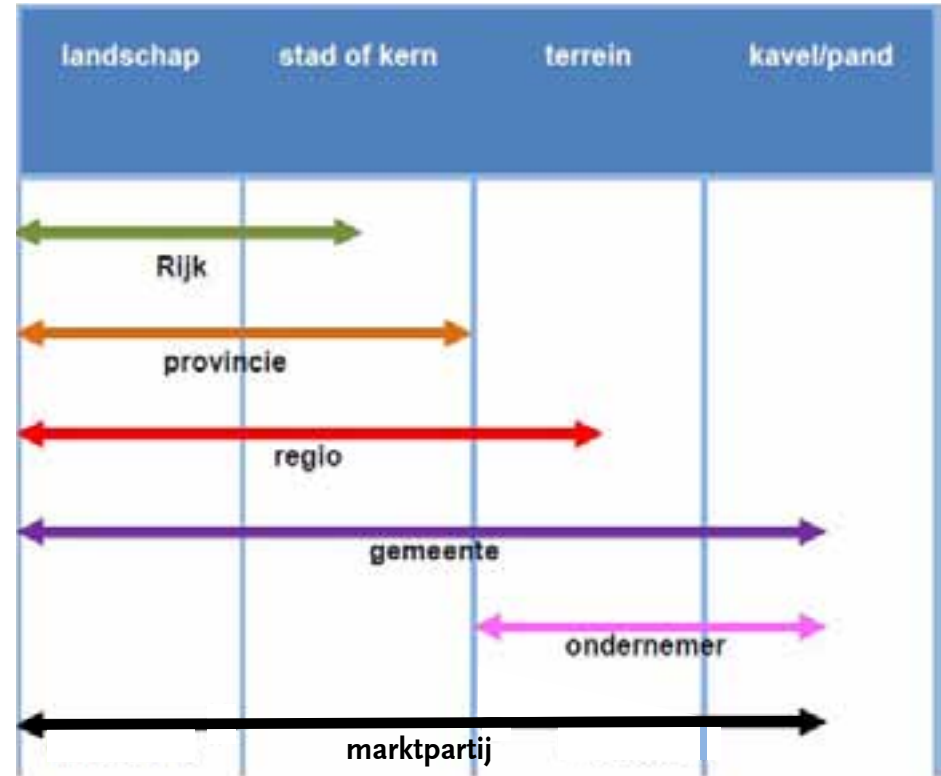 landschap stad of kern terrein kavel/pand
Rijk
provincie
regio
gemeente
ondernemer
marktpartij